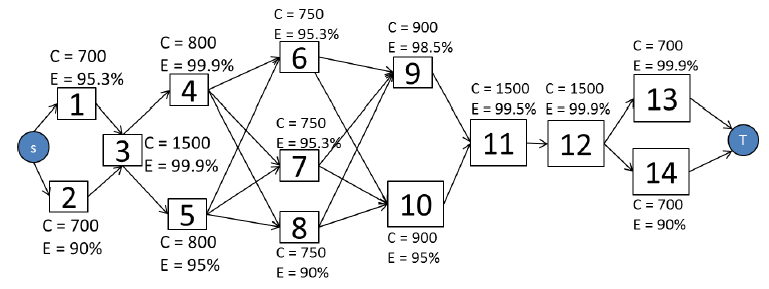 C = 700
E = 95.3%
1
s
2
C = 700
E = 90%
3
C = 1500
E = 99.9%
C = 800
E = 99.9%
4
5
C = 800
E = 95%
C = 750
E = 95.3%
6
C = 750
E = 95.3%
7
8
C = 750
E = 90%
C = 900
E = 98.5%
9
10
C = 900
E = 95%
C = 1500
E = 99.5%
11
C = 1500
E = 99.9%
12
C = 700
E = 99.9%
13
14
C = 700
E = 90%
T